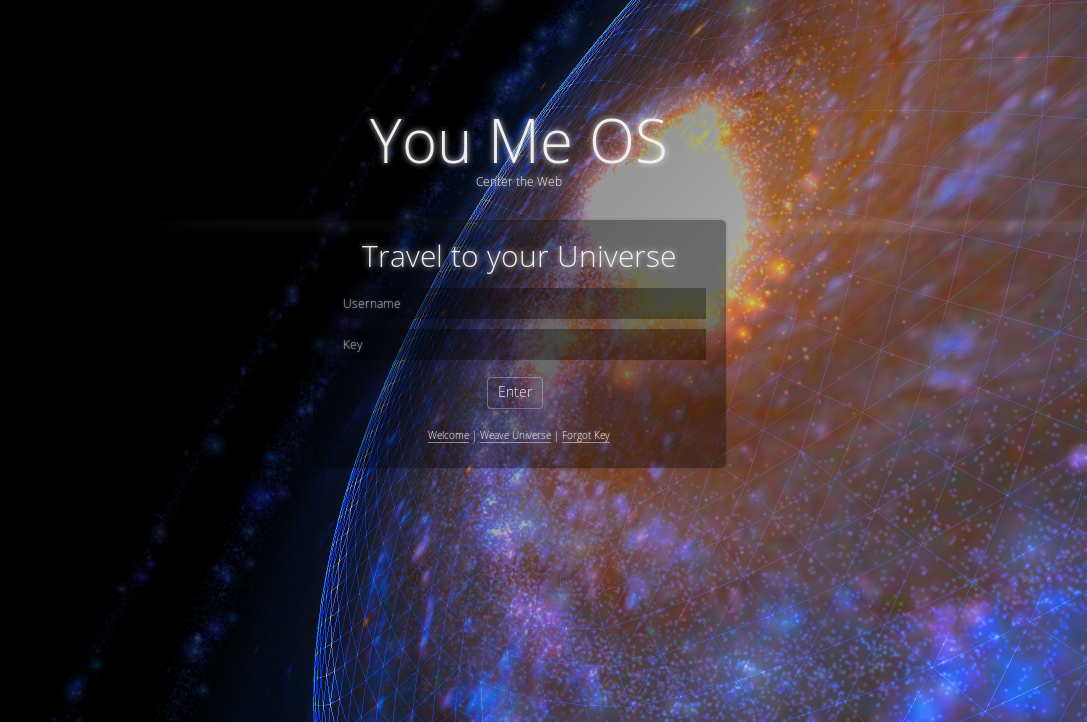 You Me OS
Center the Web
Travel to your Universe
Username
Key
Enter
Welcome | Weave Universe | Forgot Key